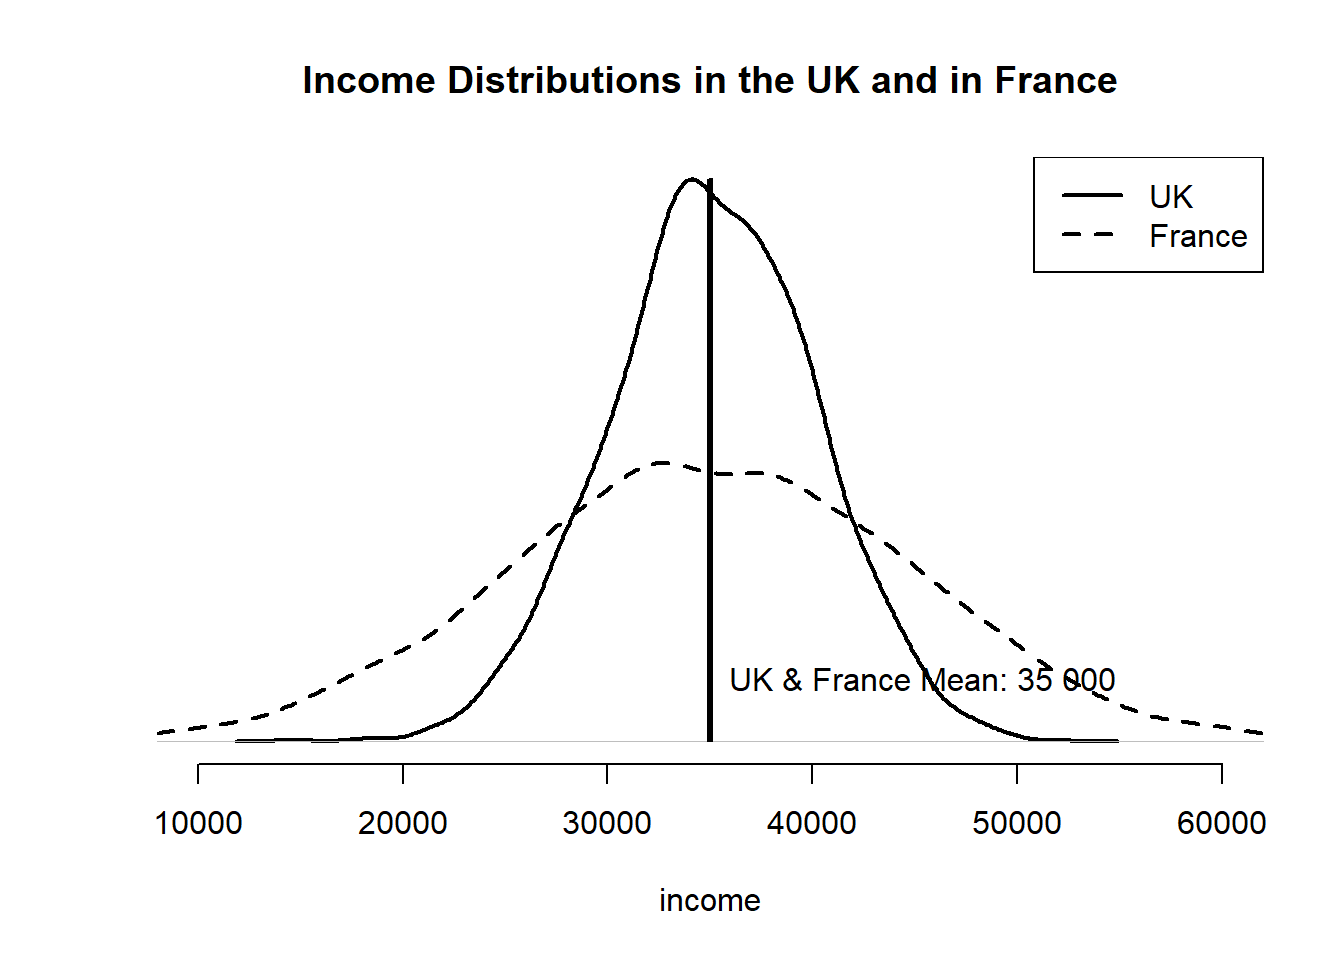 Income Distributions in the UK and in France
UK
France
UK & France Mean: 35 000
10000 20000 30000 40000 50000 60000
income